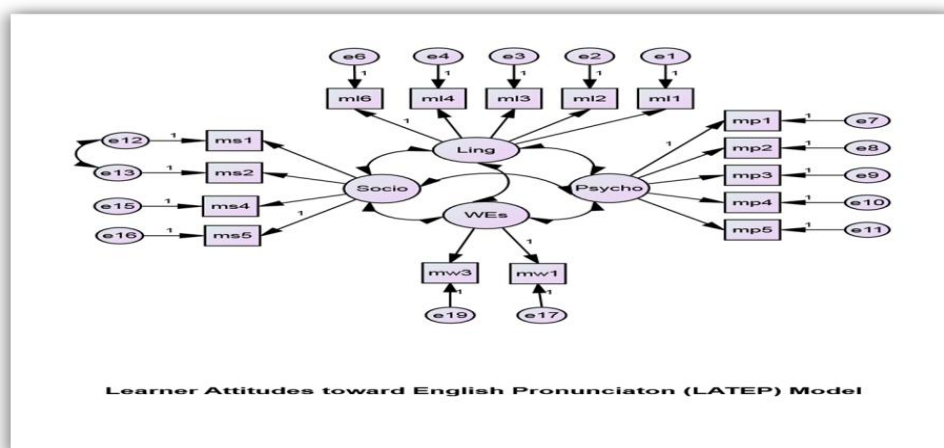 e6 e4 e3 e2 e1
1 1 1 1 1
ml6 ml4 ml3 ml2 ml1
1
mp1 1 e7
e12 1 ms1
Ling
1
mp2 1 e8
e13 1 ms2
mp3 1 e9
Socio
Psycho
e15 1 ms4
mp4 1 e10
WEs
1
e16 1 ms5
mp5 1 e11
1
mw3 mw1
1 1
e19 e17
Learner Attitudes toward English Pronunciaton (LATEP) Model